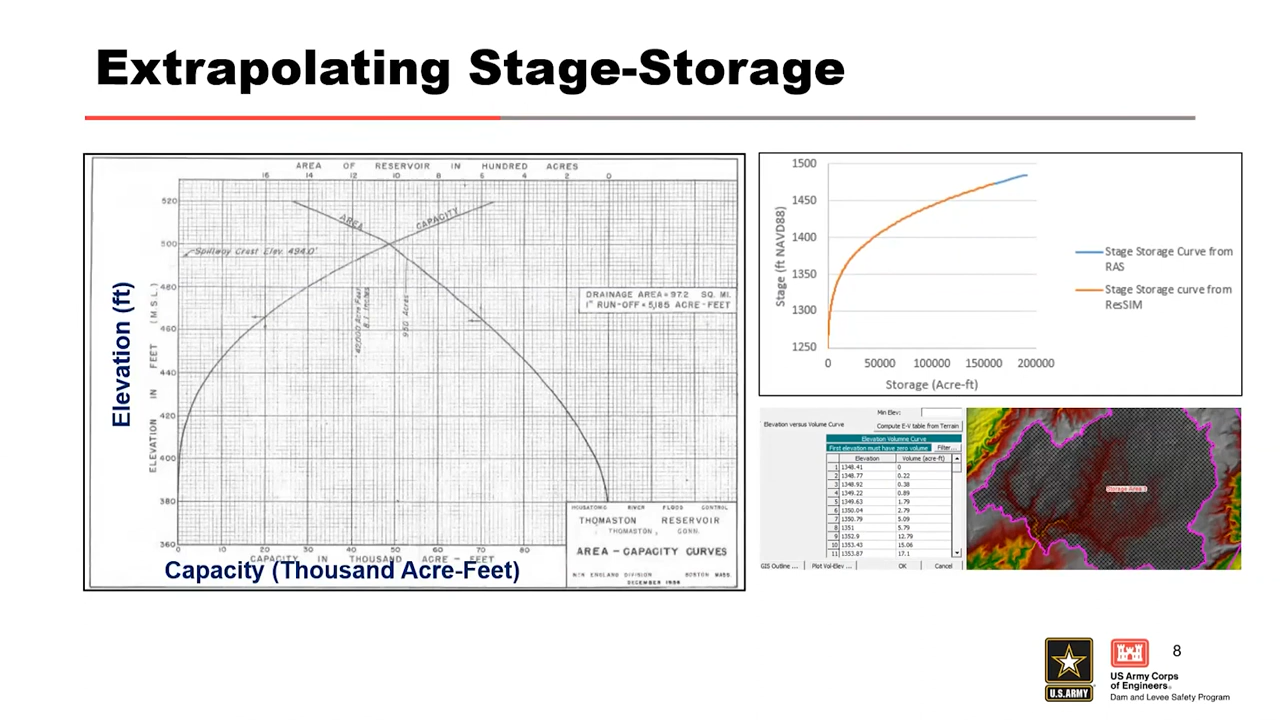 Extrapolating Stage-Storage
AREA OF RESERVOIR IN HUNDRED ACRES
16 14 12 10 8 6 4 2 0
520
500
480
460
440
420
400
380
360
AREA
CAPACITY
Spillway Crest Elev. 494.0'
DRAINAGE AREA = 97.2 SQ. MI.
1" RUN-OFF = 5,185 ACRE-FEET
42,000 Acre Feet
8.1 Inches
950 Acres
Elevation (ft)
ELEVATION IN FEET (M.S.L.)
0 10 20 30 40 50 60 70 80
CAPACITY IN THOUSAND ACRE-FEET
Capacity (Thousand Acre-Feet)
HOUSATONIC RIVER FLOOD CONTROL
THOMASTON RESERVOIR
THOMASTON, CONN.
AREA-CAPACITY CURVES
NEW ENGLAND DIVISION BOSTON MASS.
1500
1450
1400
1350
1300
1250
Stage (ft NAVD88)
0 50000 100000 150000 200000
Storage (Acre-ft)
Stage Storage Curve from
RAS
Stage Storage curve from
ResSIM
Min Elev:
Elevation versus Volume Curve
Compute E-V table from Terrain
Elevation Volume Curve
First elevation must have zero volume Filter...
Elevation Volume (acre-ft)
1 1348.41 0
2 1348.77 0.22
3 1348.92 0.38
4 1349.22 0.89
5 1349.63 1.79
6 1350.04 2.79
7 1350.79 5.09
8 1351 5.79
9 1352.9 12.79
10 1353.43 15.06
11 1353.87 17.1
GIS Outline ... Plot Vol-Elev ... OK Cancel
U.S.ARMY
US Army Corps
of Engineers®
Dam and Levee Safety Program
8